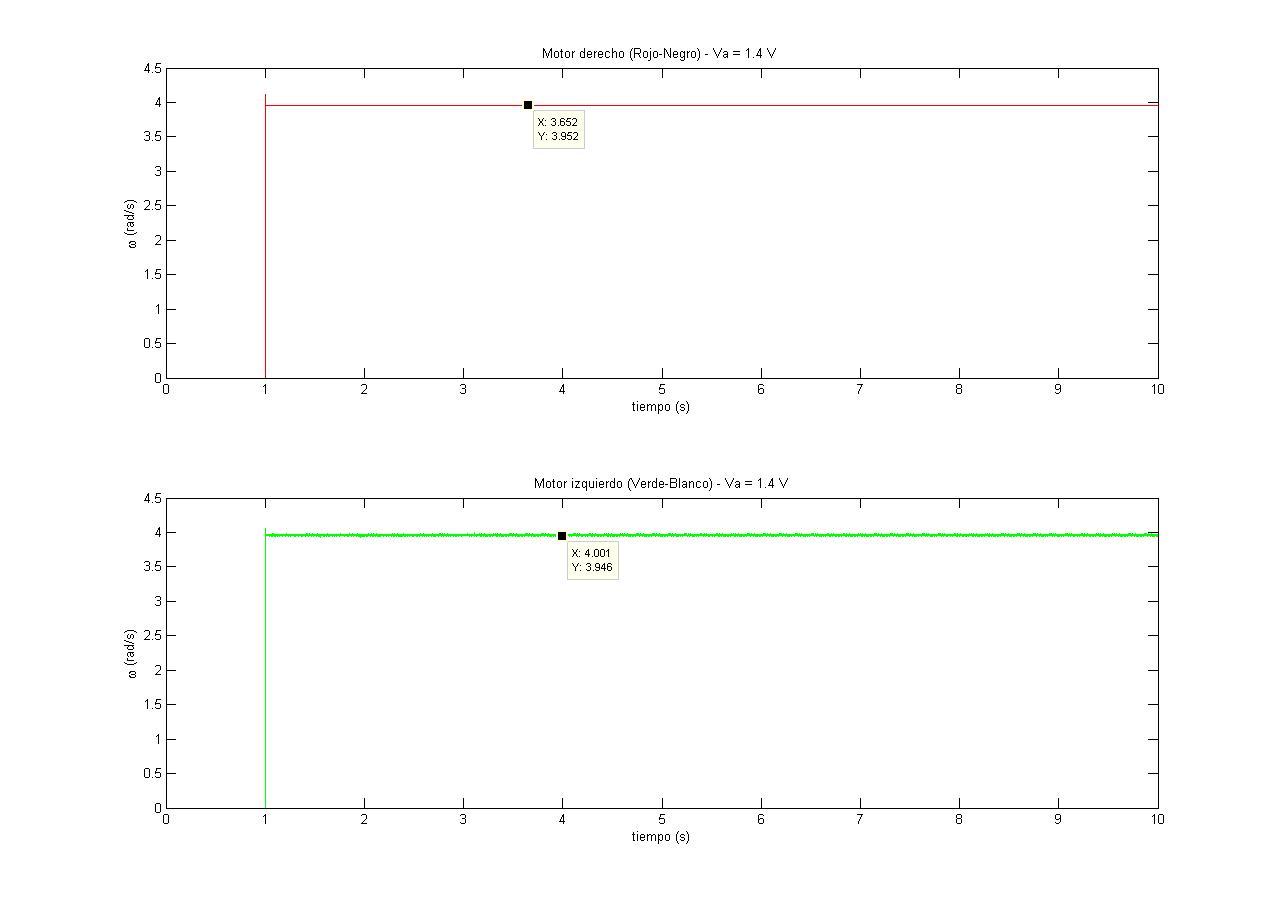 Motor derecho (Rojo-Negro) - Va = 1.4 V
4.5
4
3.5
3
2.5
2
1.5
1
0.5
0
ω (rad/s)
X: 3.652
Y: 3.952
0 1 2 3 4 5 6 7 8 9 10
tiempo (s)
Motor izquierdo (Verde-Blanco) - Va = 1.4 V
4.5
4
3.5
3
2.5
2
1.5
1
0.5
0
ω (rad/s)
X: 4.001
Y: 3.946
0 1 2 3 4 5 6 7 8 9 10
tiempo (s)